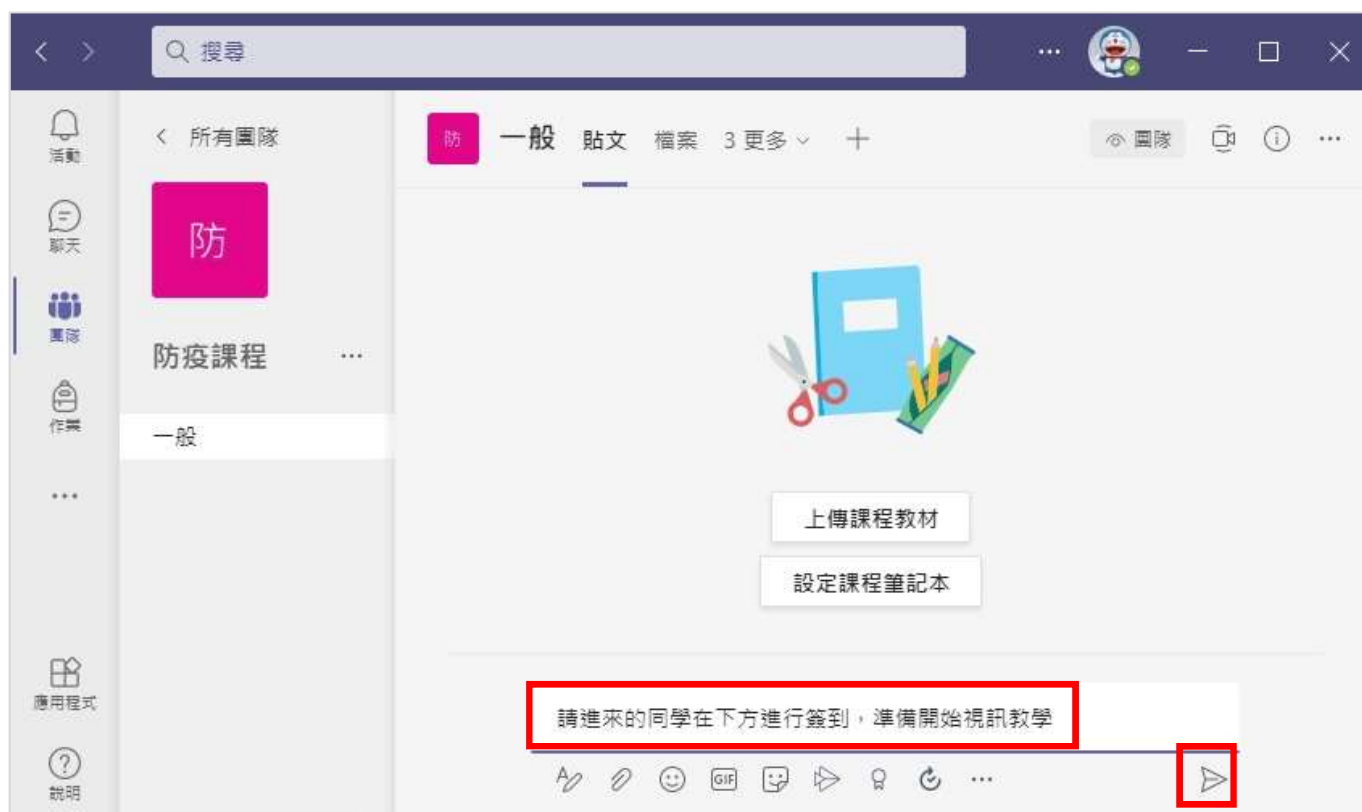 搜尋
活動
聊天
團隊
作業
應用程式
說明
所有團隊
防
防疫課程
一般
防
一般 貼文 檔案 3 更多 團隊
上傳課程教材
設定課程筆記本
請進來的同學在下方進行簽到，準備開始視訊教學
GIF